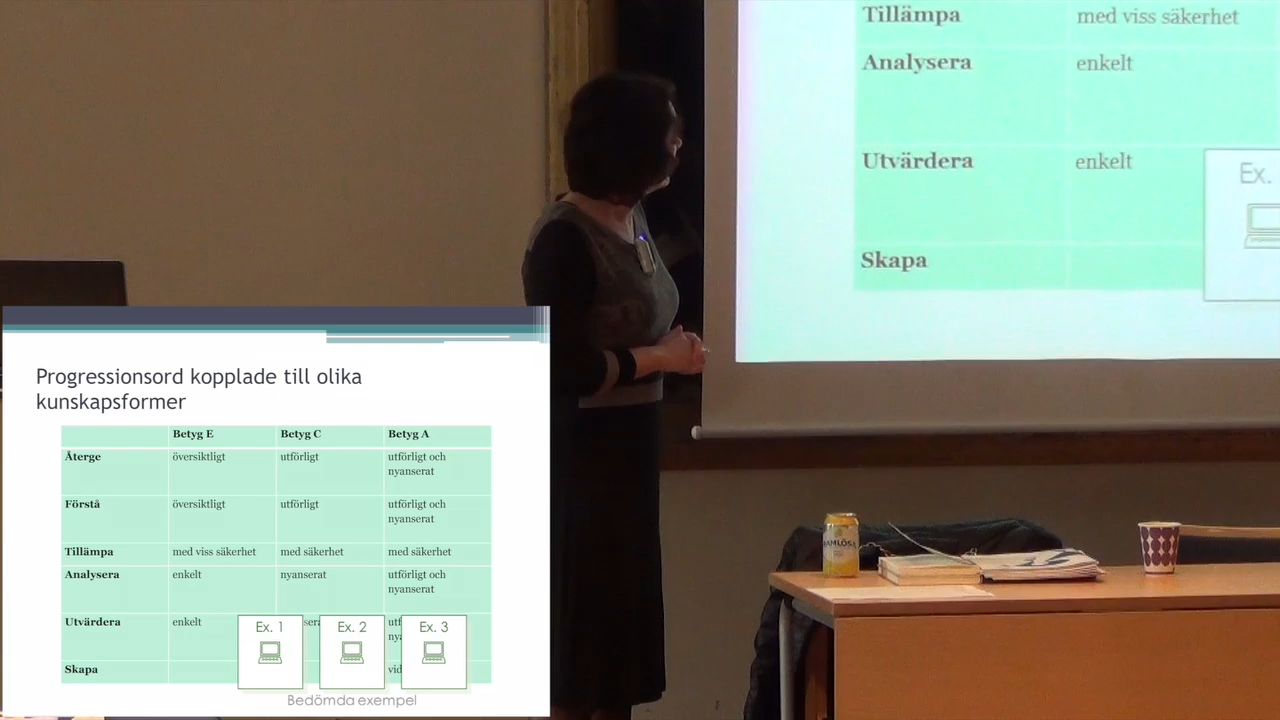 Tillämpa med viss säkerhet
Analysera enkelt
Utvärdera enkelt
Ex.
Skapa
Progressionsord kopplade till olika
kunskapsformer
Betyg E Betyg C Betyg A
Återge översiktligt utförligt utförligt och
nyanserat
Förstå översiktligt utförligt utförligt och
nyanserat
Tillämpa med viss säkerhet med säkerhet med säkerhet
Analysera enkelt nyanserat utförligt och
nyanserat
Utvärdera enkelt
Ex. 1 Ex. 2 Ex. 3
Skapa
Bedömda exempel
RAMLÖSA